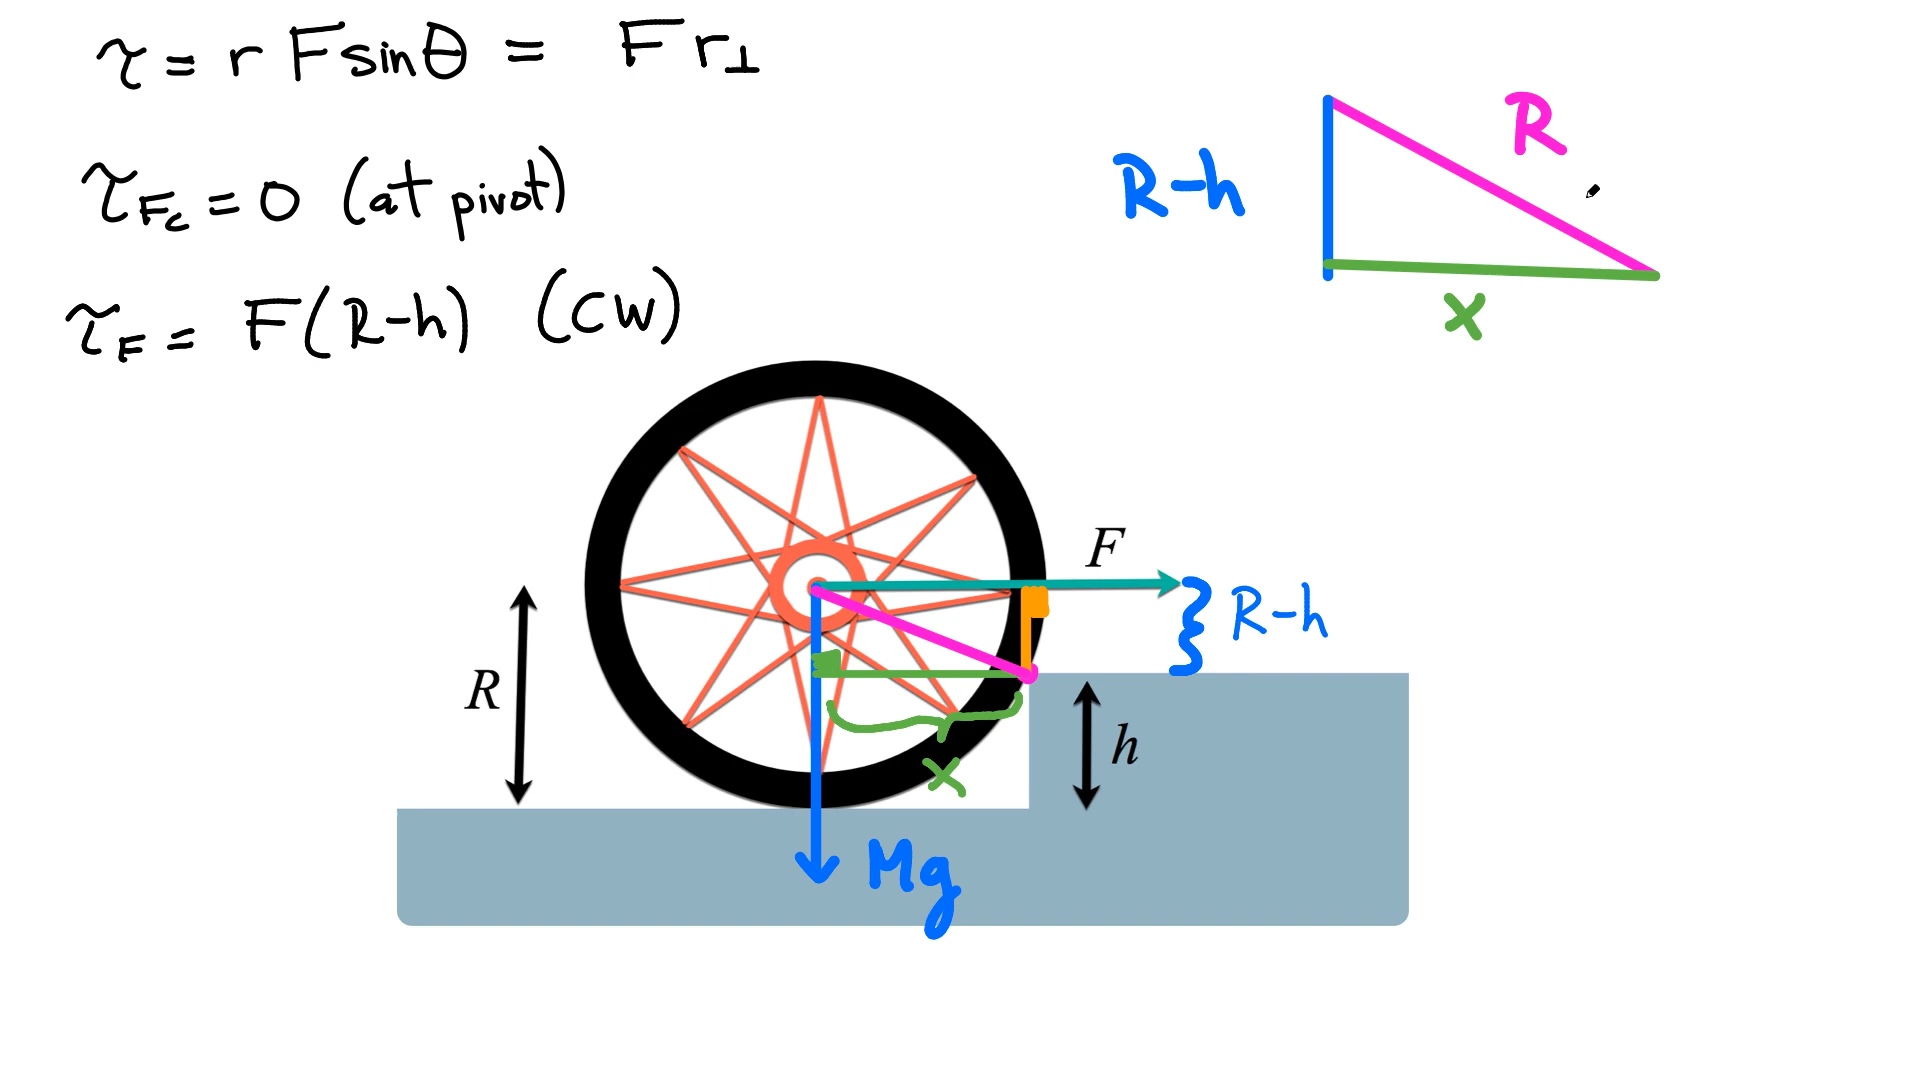 τ = r F sinθ = F r⊥
τ_Fc = 0 (at pivot)
τ_F = F(R-h) (CW)
R
R-h
x
F
R-h
R
h
x
Mg